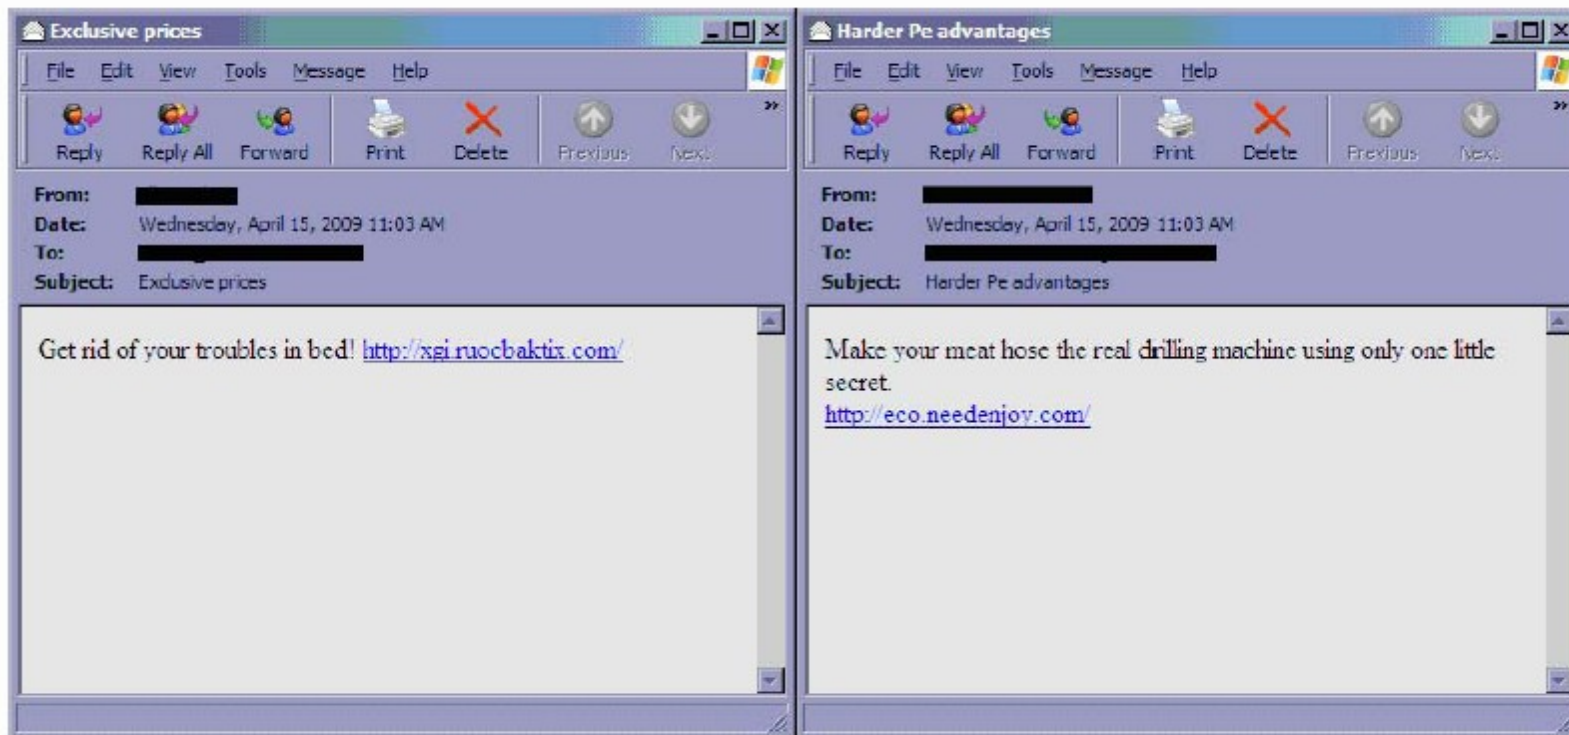 Exclusive prices
File Edit View Tools Message Help
Reply Reply All Forward Print Delete Previous Next
From:
Date: Wednesday, April 15, 2009 11:03 AM
To:
Subject: Exclusive prices
Get rid of your troubles in bed! http://xgi.ruocbaktix.com/
Harder Pe advantages
File Edit View Tools Message Help
Reply Reply All Forward Print Delete Previous Next
From:
Date: Wednesday, April 15, 2009 11:03 AM
To:
Subject: Harder Pe advantages
Make your meat hose the real drilling machine using only one little
secret.
http://eco.needenjoy.com/